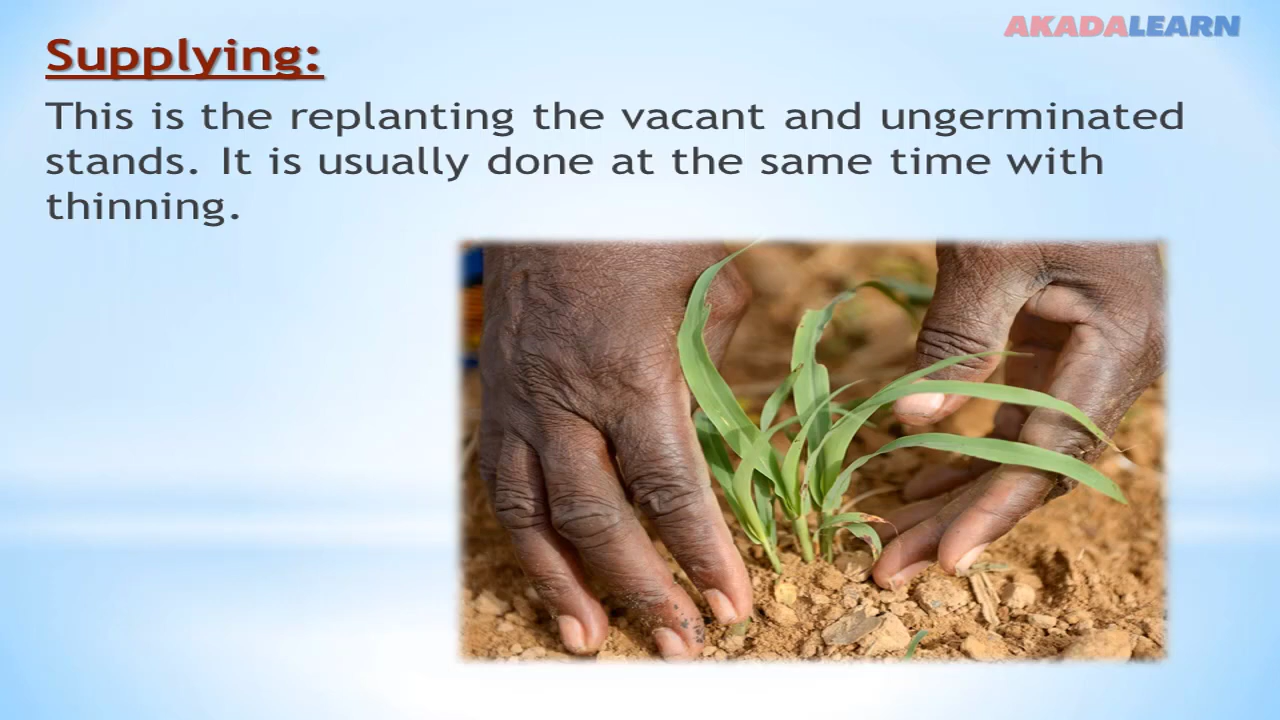 AKADALEARN
Supplying:
This is the replanting the vacant and ungerminated
stands. It is usually done at the same time with
thinning.